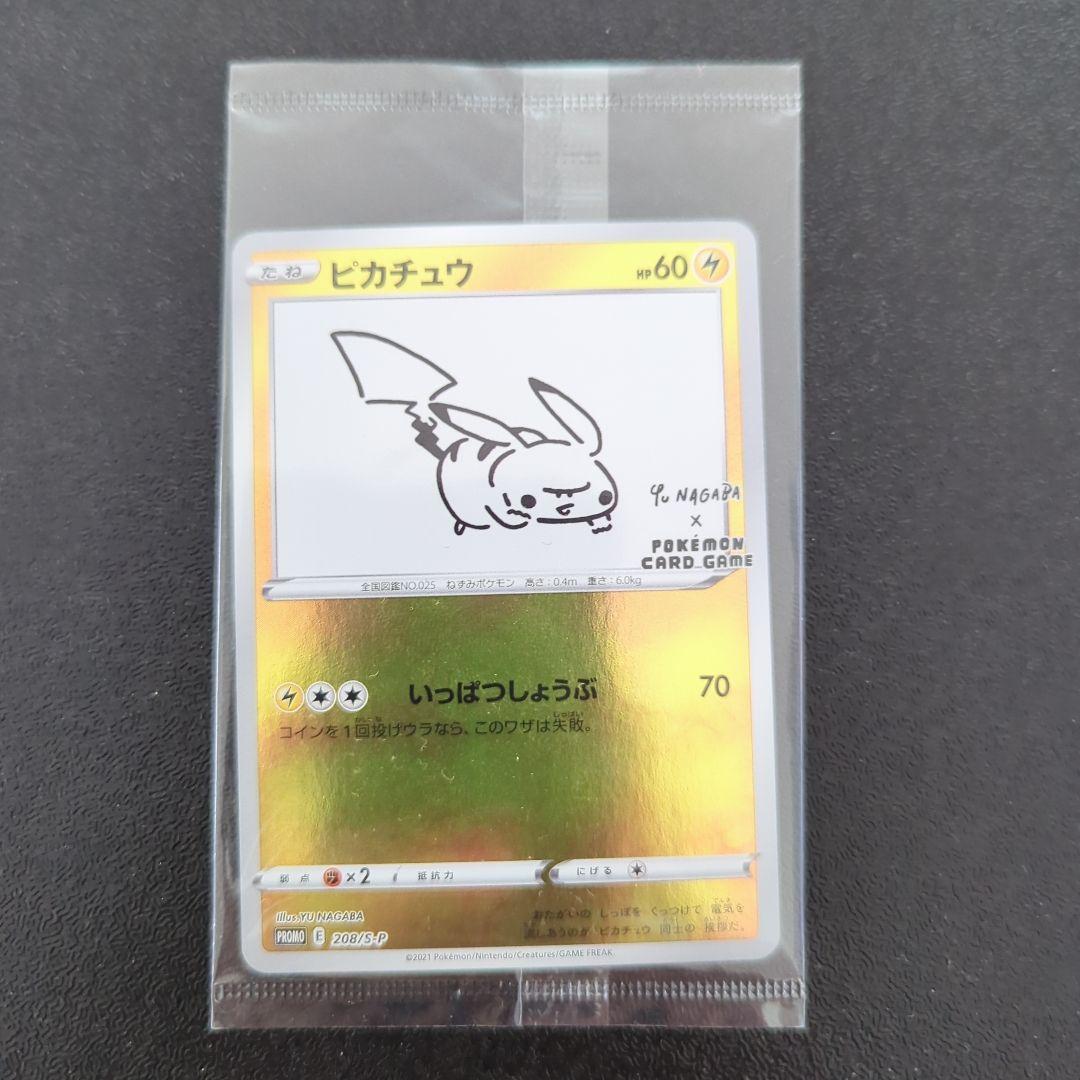 たね ピカチュウ HP60
YU NAGABA
×
POKÉMON
CARD GAME
全国図鑑NO.025 ねずみポケモン 高さ:0.4m 重さ:6.0kg
いっぱつしょうぶ 70
コインを1回投げウラなら、このワザは失敗。
弱点 ×2 抵抗力 にげる
Illus.YU NAGABA
PROMO E 208/S-P
おたがいの しっぽを くっつけて 電気を
流しあうのが ピカチュウ 同士の 挨拶だ。
©2021 Pokémon/Nintendo/Creatures/GAME FREAK.